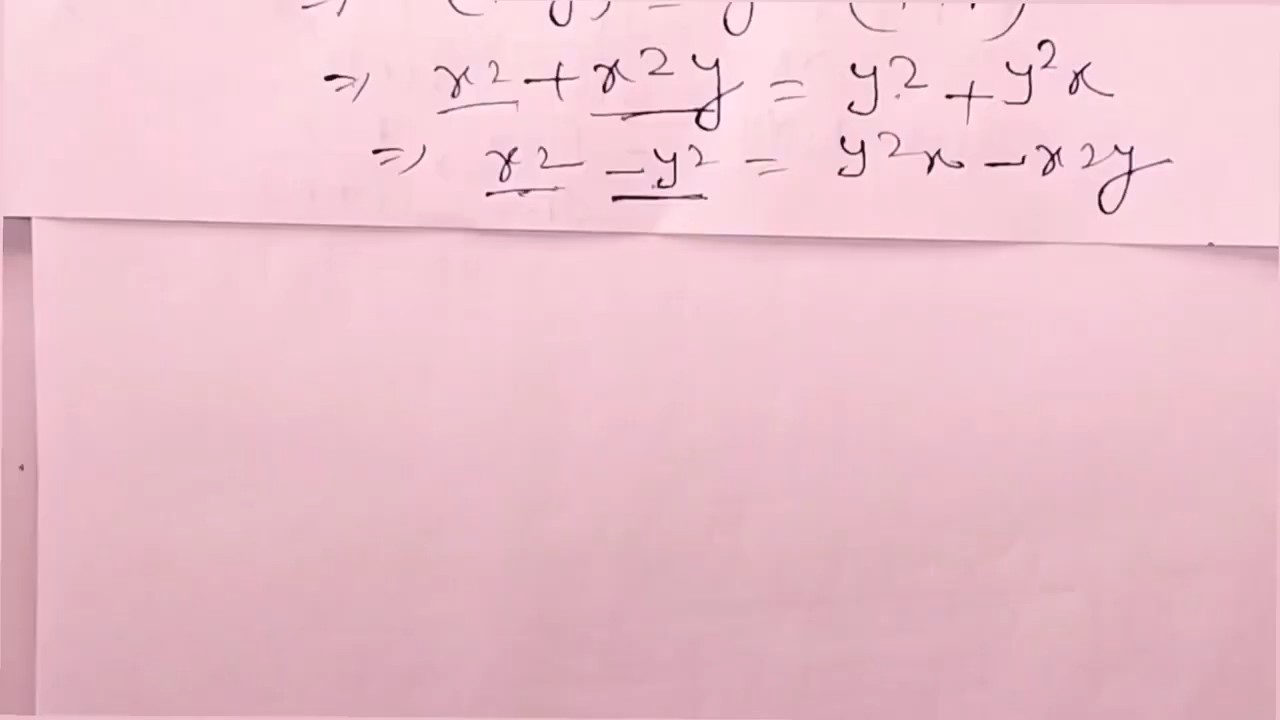 => x2 + x2y = y2 + y²x
=> x2 - y² = y²x - x2y